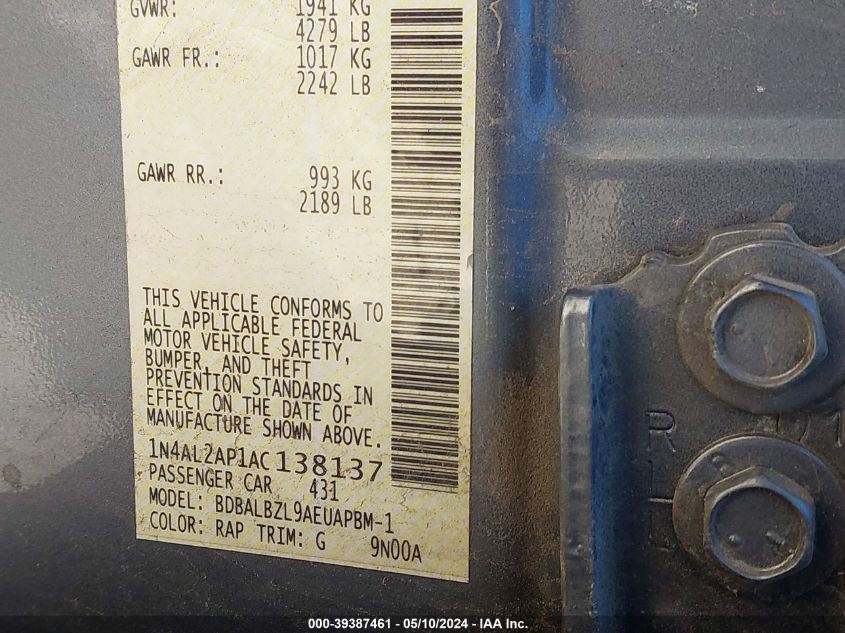 GVWR: 1941 KG
4279 LB
GAWR FR.: 1017 KG
2242 LB
GAWR RR.: 993 KG
2189 LB
THIS VEHICLE CONFORMS TO
ALL APPLICABLE FEDERAL
MOTOR VEHICLE SAFETY,
BUMPER, AND THEFT
PREVENTION STANDARDS IN
EFFECT ON THE DATE OF
MANUFACTURE SHOWN ABOVE.
1N4AL2AP1AC 138137
PASSENGER CAR 431
MODEL: BDBALBZL9AEUAPBM-1
COLOR: RAP TRIM: G 9N00A
R
L
000-39387461 - 05/10/2024 - IAA Inc.